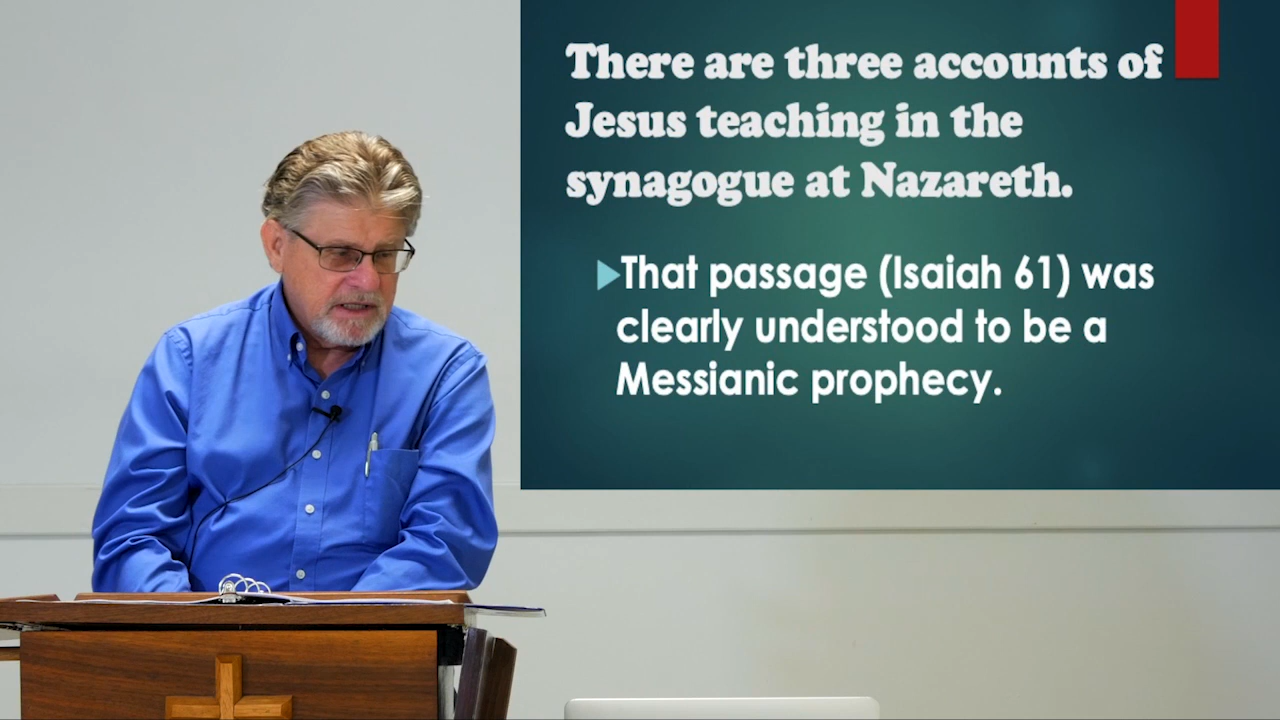 There are three accounts of
Jesus teaching in the
synagogue at Nazareth.
That passage (Isaiah 61) was
clearly understood to be a
Messianic prophecy.